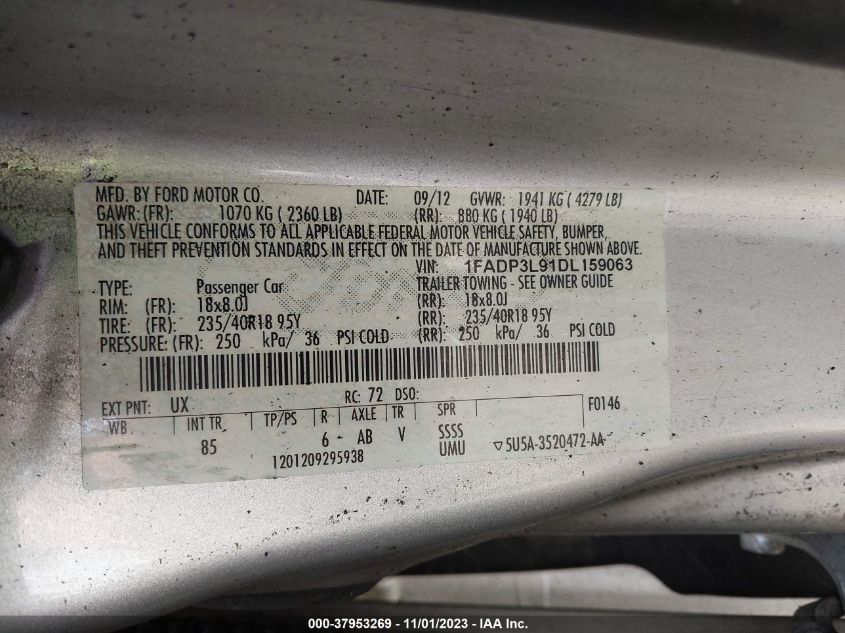 MFD. BY FORD MOTOR CO. DATE: 09/12 GVWR: 1941 KG ( 4279 LB)
GAWR: (FR): 1070 KG ( 2360 LB) (RR): 880 KG ( 1940 LB)
THIS VEHICLE CONFORMS TO ALL APPLICABLE FEDERAL MOTOR VEHICLE SAFETY, BUMPER,
AND THEFT PREVENTION STANDARDS IN EFFECT ON THE DATE OF MANUFACTURE SHOWN ABOVE.
VIN: 1FADP3L91DL159063
TYPE: Passenger Car TRAILER TOWING - SEE OWNER GUIDE
RIM: (FR): 18x8.0J (RR): 18x8.0J
TIRE: (FR): 235/40R18 95Y (RR): 235/40R18 95Y
PRESSURE: (FR): 250 kPa/ 36 PSI COLD (RR): 250 kPa/ 36 PSI COLD
EXT PNT: UX RC: 72 DSO: F0146
WB INT TR TP/PS R AXLE TR SPR
85 6 - AB V SSSS
UMU ▽5U5A-3520472-AA
1201209295938
000-37953269 - 11/01/2023 - IAA Inc.